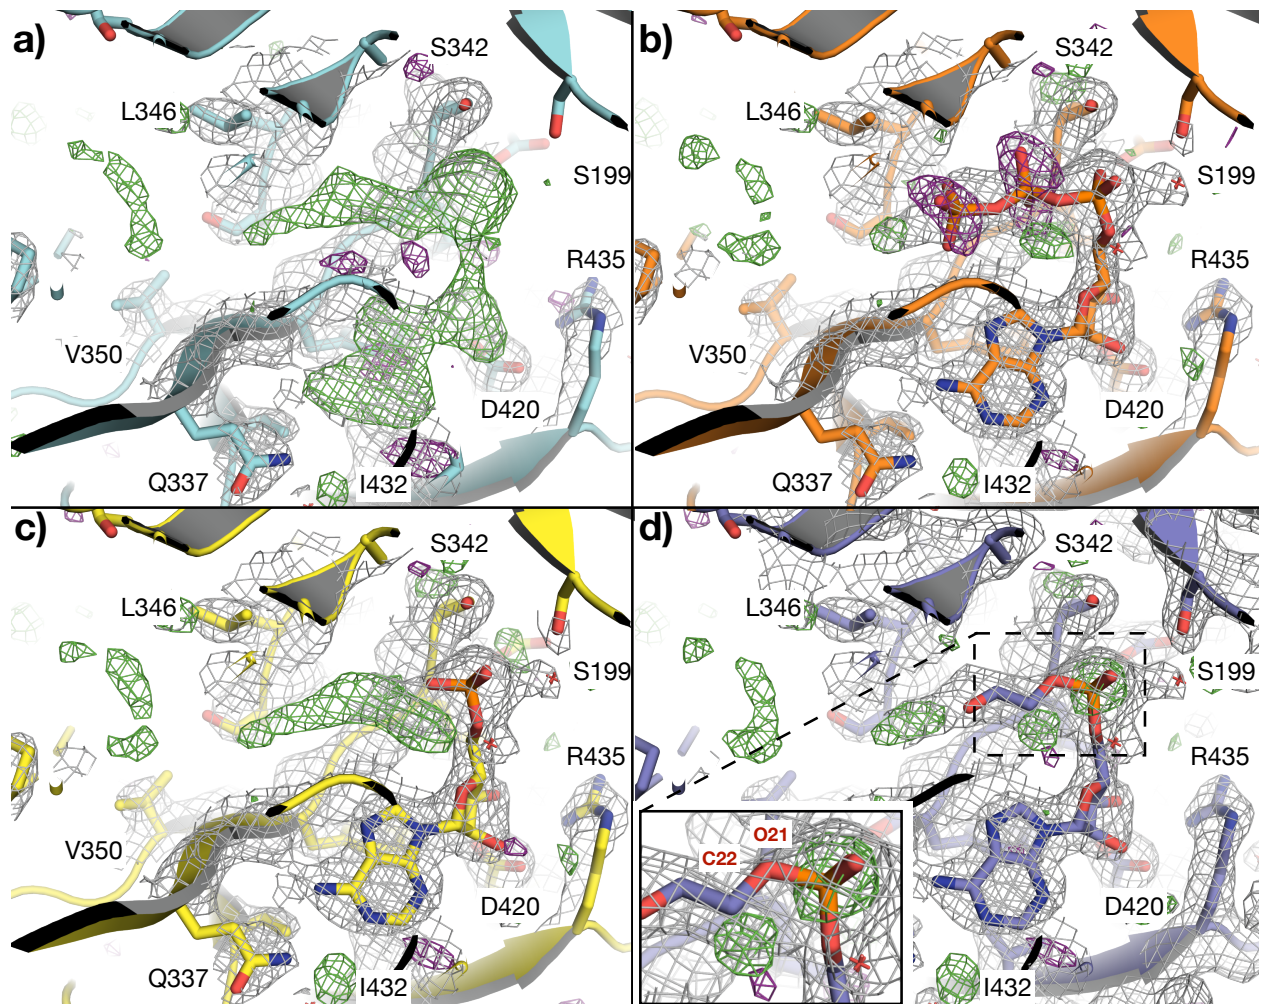 a)
S342
L346
S199
R435
V350
D420
Q337
I432
b)
S342
L346
S199
R435
V350
D420
Q337
I432
c)
S342
L346
S199
R435
V350
D420
Q337
I432
d)
S342
L346
S199
R435
O21
C22
D420
I432